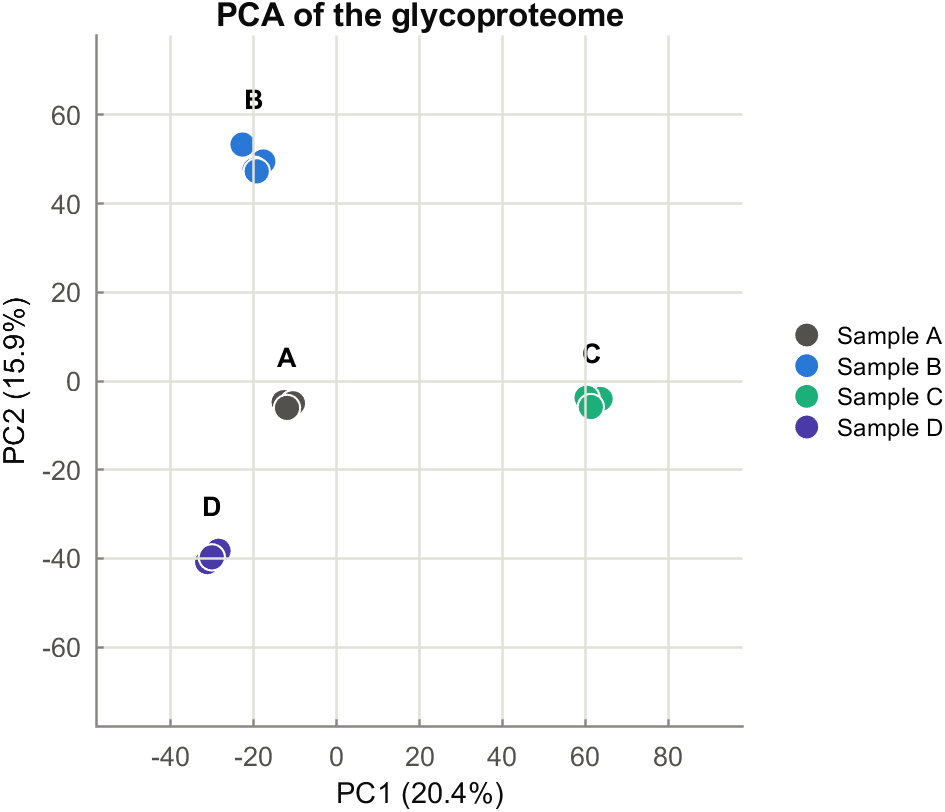 PCA of the glycoproteome
B
A
C
D
60
40
20
0
-20
-40
-60
PC2 (15.9%)
-40 -20 0 20 40 60 80
PC1 (20.4%)
Sample A
Sample B
Sample C
Sample D